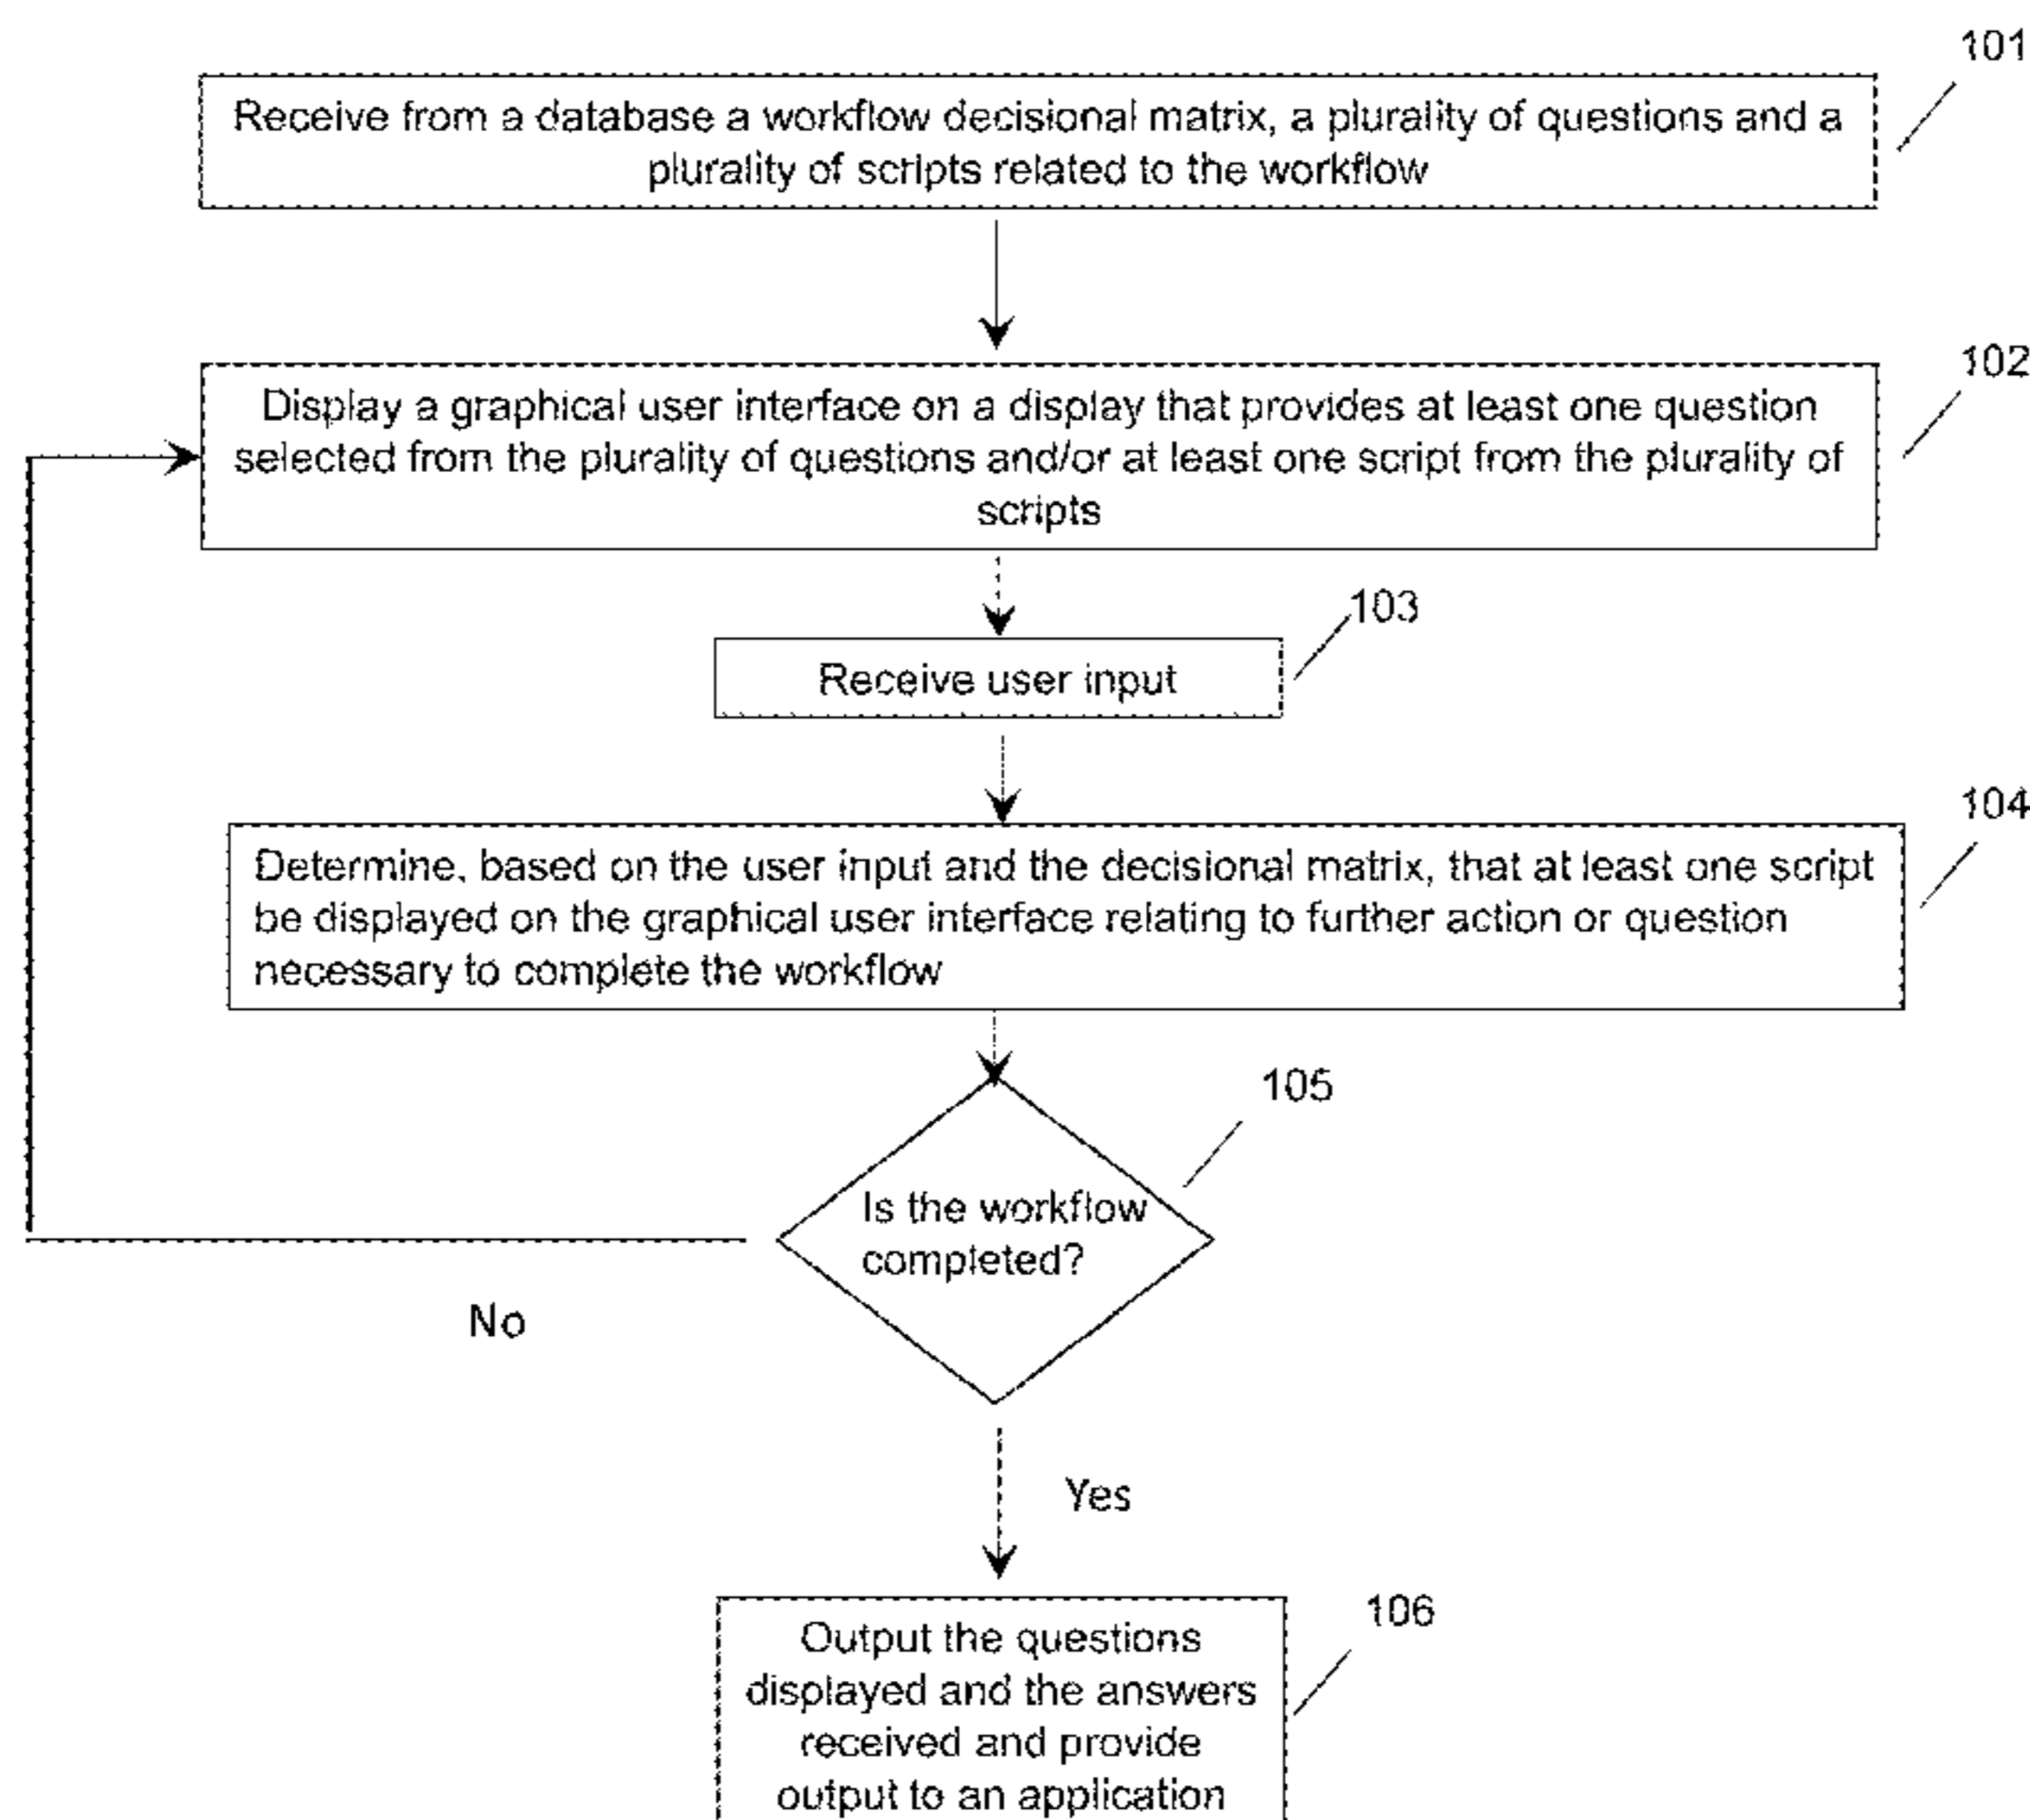 101
Receive from a database a workflow decisional matrix, a plurality of questions and a
plurality of scripts related to the workflow
102
Display a graphical user interface on a display that provides at least one question
selected from the plurality of questions and/or at least one script from the plurality of
scripts
103
Receive user input
104
Determine, based on the user input and the decisional matrix, that at least one script
be displayed on the graphical user interface relating to further action or question
necessary to complete the workflow
105
Is the workflow
completed?
No
Yes
106
Output the questions
displayed and the answers
received and provide
output to an application